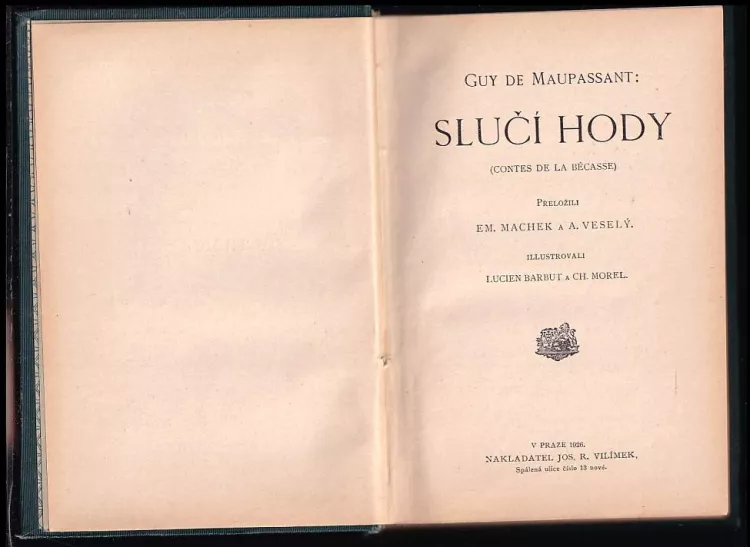 GUY DE MAUPASSANT:
SLUČÍ HODY
(CONTES DE LA BÉCASSE)
PŘELOŽILI
EM. MACHEK A A. VESELÝ.
ILLUSTROVALI
LUCIEN BARBUT A CH. MOREL.
V PRAZE 1926.
NAKLADATEL JOS. R. VILÍMEK,
Spálená ulice číslo 13 nové.